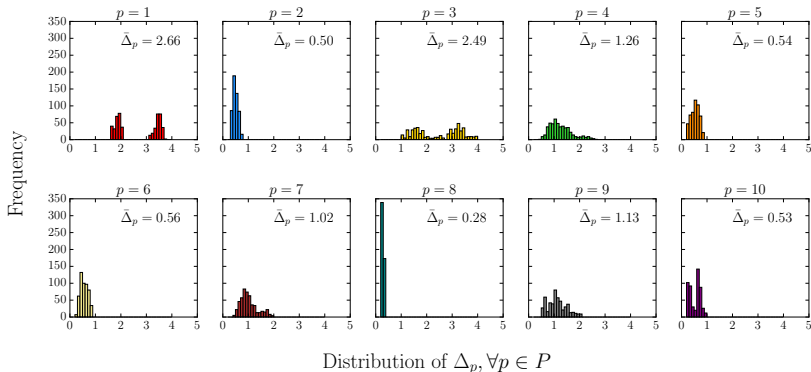 p = 1
p = 2
p = 3
p = 4
p = 5
350
300
250
200
150
100
50
0
Δ̄p = 2.66
Δ̄p = 0.50
Δ̄p = 2.49
Δ̄p = 1.26
Δ̄p = 0.54
0 1 2 3 4 5
0 1 2 3 4 5
0 1 2 3 4 5
0 1 2 3 4 5
0 1 2 3 4 5
Frequency
p = 6
p = 7
p = 8
p = 9
p = 10
350
300
250
200
150
100
50
0
Δ̄p = 0.56
Δ̄p = 1.02
Δ̄p = 0.28
Δ̄p = 1.13
Δ̄p = 0.53
0 1 2 3 4 5
0 1 2 3 4 5
0 1 2 3 4 5
0 1 2 3 4 5
0 1 2 3 4 5
Distribution of Δp, ∀p ∈ P